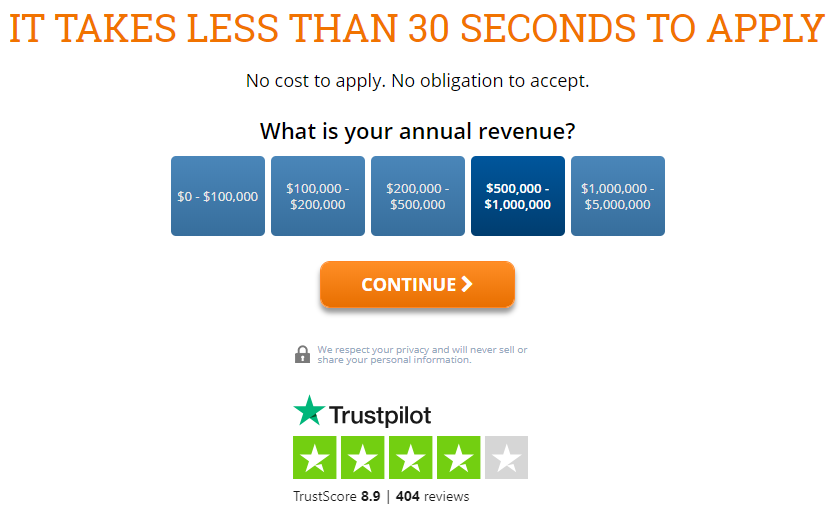 IT TAKES LESS THAN 30 SECONDS TO APPLY
No cost to apply. No obligation to accept.
What is your annual revenue?
$0 - $100,000
$100,000 -
$200,000
$200,000 -
$500,000
$500,000 -
$1,000,000
$1,000,000 -
$5,000,000
CONTINUE
We respect your privacy and will never sell or
share your personal information.
Trustpilot
TrustScore 8.9 | 404 reviews